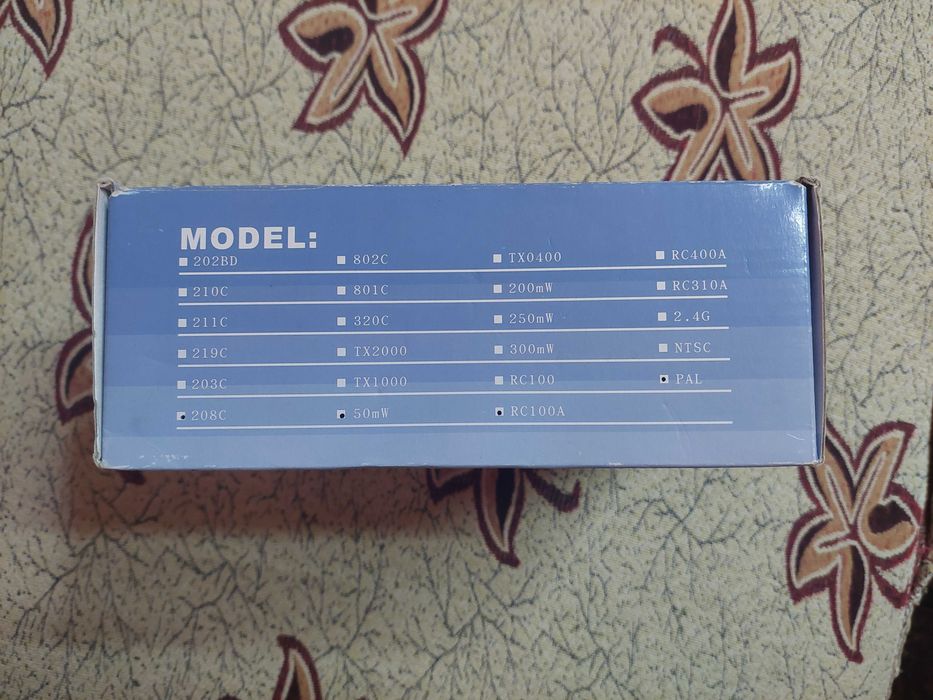 MODEL:
202BD 802C TX0400 RC400A
210C 801C 200mW RC310A
211C 320C 250mW 2.4G
219C TX2000 300mW NTSC
203C TX1000 RC100 PAL
208C 50mW RC100A